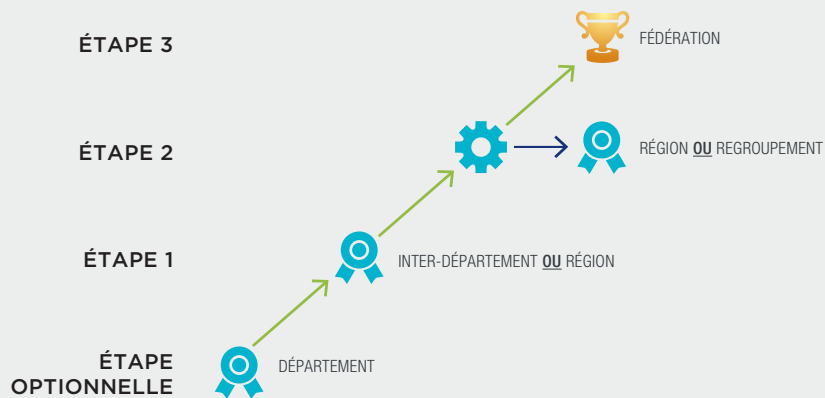 ÉTAPE 3
FÉDÉRATION
ÉTAPE 2
RÉGION OU REGROUPEMENT
ÉTAPE 1
INTER-DÉPARTEMENT OU RÉGION
ÉTAPE
OPTIONNELLE
DÉPARTEMENT